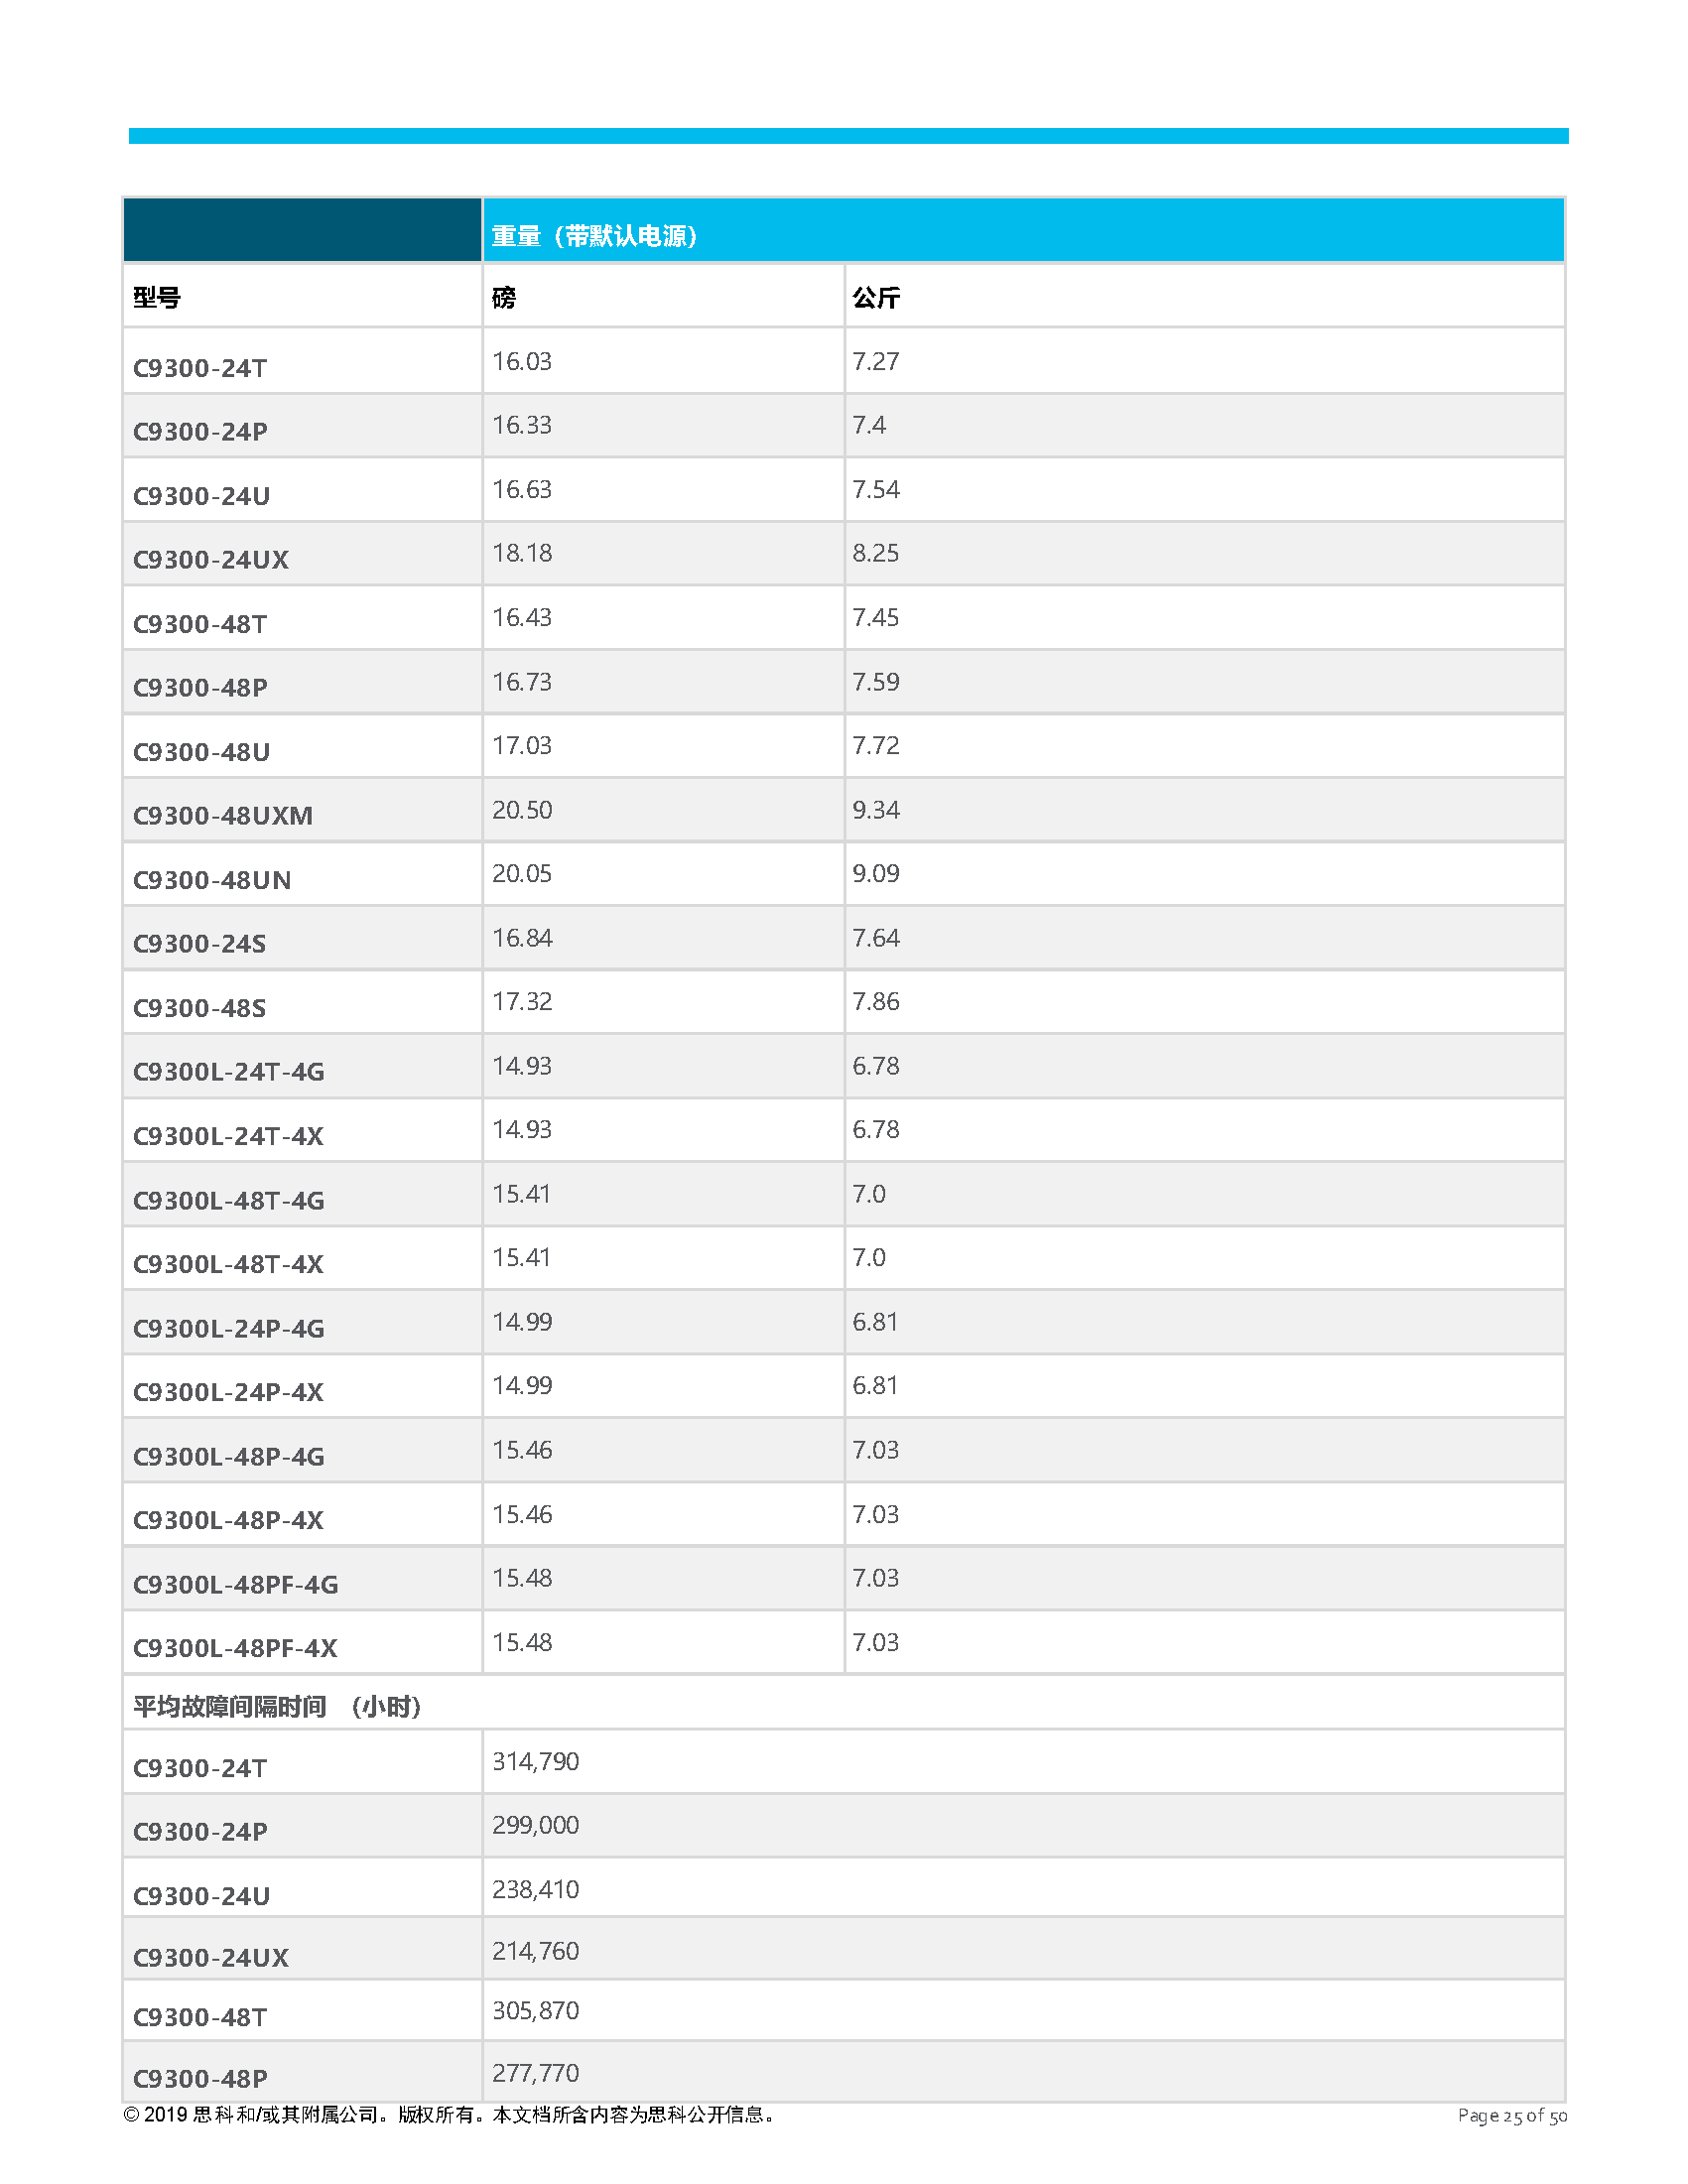 重量（带默认电源）
型号 磅 公斤
C9300-24T 16.03 7.27
C9300-24P 16.33 7.4
C9300-24U 16.63 7.54
C9300-24UX 18.18 8.25
C9300-48T 16.43 7.45
C9300-48P 16.73 7.59
C9300-48U 17.03 7.72
C9300-48UXM 20.50 9.34
C9300-48UN 20.05 9.09
C9300-24S 16.84 7.64
C9300-48S 17.32 7.86
C9300L-24T-4G 14.93 6.78
C9300L-24T-4X 14.93 6.78
C9300L-48T-4G 15.41 7.0
C9300L-48T-4X 15.41 7.0
C9300L-24P-4G 14.99 6.81
C9300L-24P-4X 14.99 6.81
C9300L-48P-4G 15.46 7.03
C9300L-48P-4X 15.46 7.03
C9300L-48PF-4G 15.48 7.03
C9300L-48PF-4X 15.48 7.03
平均故障间隔时间 （小时）
C9300-24T 314,790
C9300-24P 299,000
C9300-24U 238,410
C9300-24UX 214,760
C9300-48T 305,870
C9300-48P 277,770
© 2019 思科和/或其附属公司。版权所有。本文档所含内容为思科公开信息。 Page 25 of 50